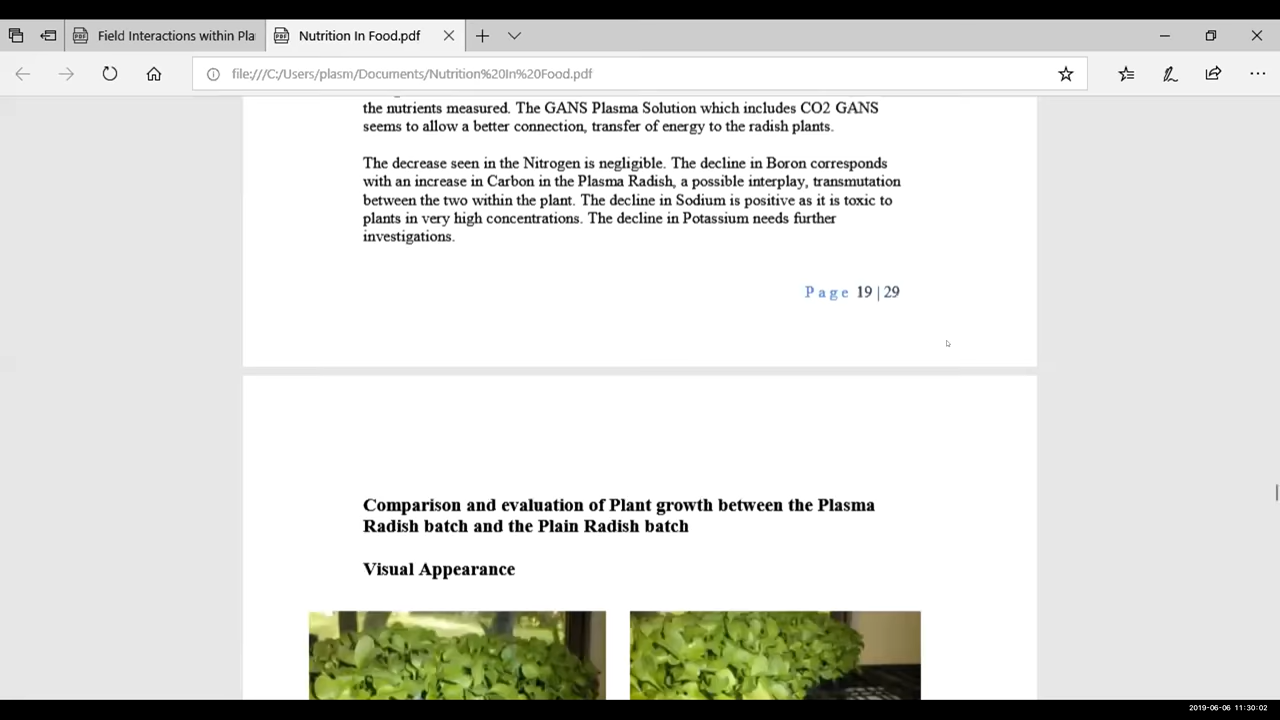 Field Interactions within Pla
Nutrition In Food.pdf
file:///C:/Users/plasm/Documents/Nutrition%20In%20Food.pdf
the nutrients measured. The GANS Plasma Solution which includes CO2 GANS
seems to allow a better connection, transfer of energy to the radish plants.
The decrease seen in the Nitrogen is negligible. The decline in Boron corresponds
with an increase in Carbon in the Plasma Radish, a possible interplay, transmutation
between the two within the plant. The decline in Sodium is positive as it is toxic to
plants in very high concentrations. The decline in Potassium needs further
investigations.
Page 19 | 29
Comparison and evaluation of Plant growth between the Plasma
Radish batch and the Plain Radish batch
Visual Appearance
2019-06-06 11:30:02